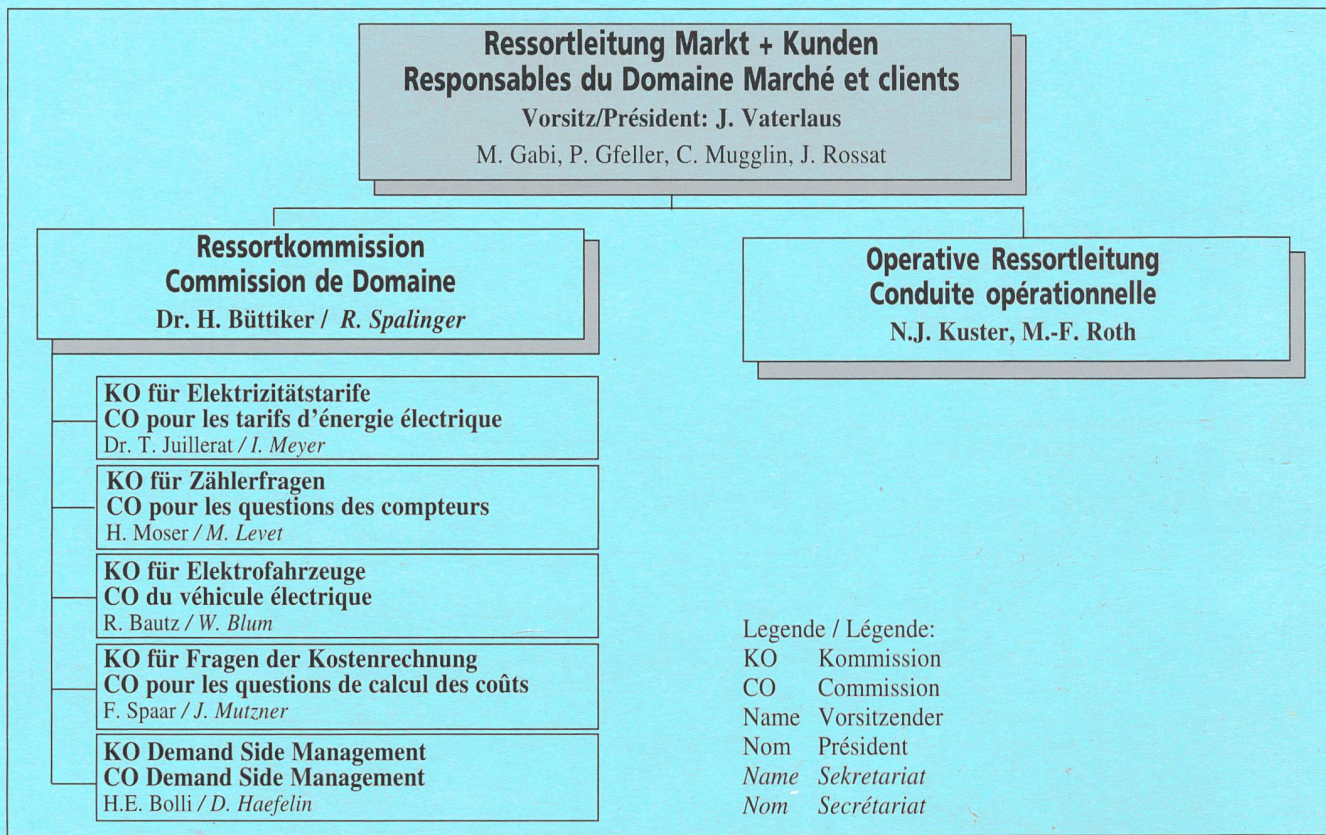 Ressortleitung Markt + Kunden
Responsables du Domaine Marché et clients
Vorsitz/Président: J. Vaterlaus
M. Gabi, P. Gfeller, C. Mugglin, J. Rossat
Ressortkommission
Commission de Domaine
Dr. H. Büttiker / R. Spalinger
Operative Ressortleitung
Conduite opérationnelle
N.J. Kuster, M.-F. Roth
KO für Elektrizitätstarife
CO pour les tarifs d'énergie électrique
Dr. T. Juillerat / I. Meyer
KO für Zählerfragen
CO pour les questions des compteurs
H. Moser / M. Levet
KO für Elektrofahrzeuge
CO du véhicule électrique
R. Bautz / W. Blum
KO für Fragen der Kostenrechnung
CO pour les questions de calcul des coûts
F. Spaar / J. Mutzner
KO Demand Side Management
CO Demand Side Management
H.E. Bolli / D. Haefelin
Legende / Légende:
KO Kommission
CO Commission
Name Vorsitzender
Nom Président
Name Sekretariat
Nom Secrétariat